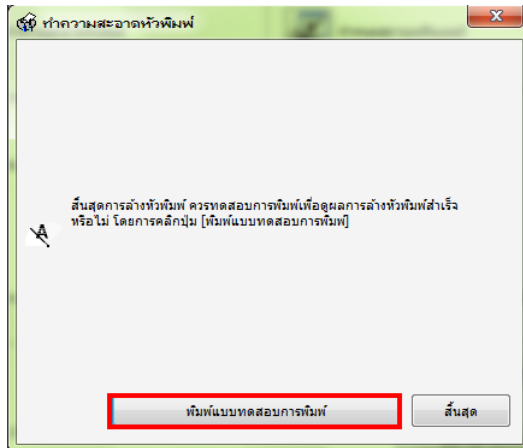 ทำความสะอาดหัวพิมพ์
สิ้นสุดการล้างหัวพิมพ์ ควรทดสอบการพิมพ์เพื่อดูผลการล้างหัวพิมพ์สำเร็จ
หรือไม่ โดยการคลิกปุ่ม [พิมพ์แบบทดสอบการพิมพ์]
A
พิมพ์แบบทดสอบการพิมพ์
สิ้นสุด